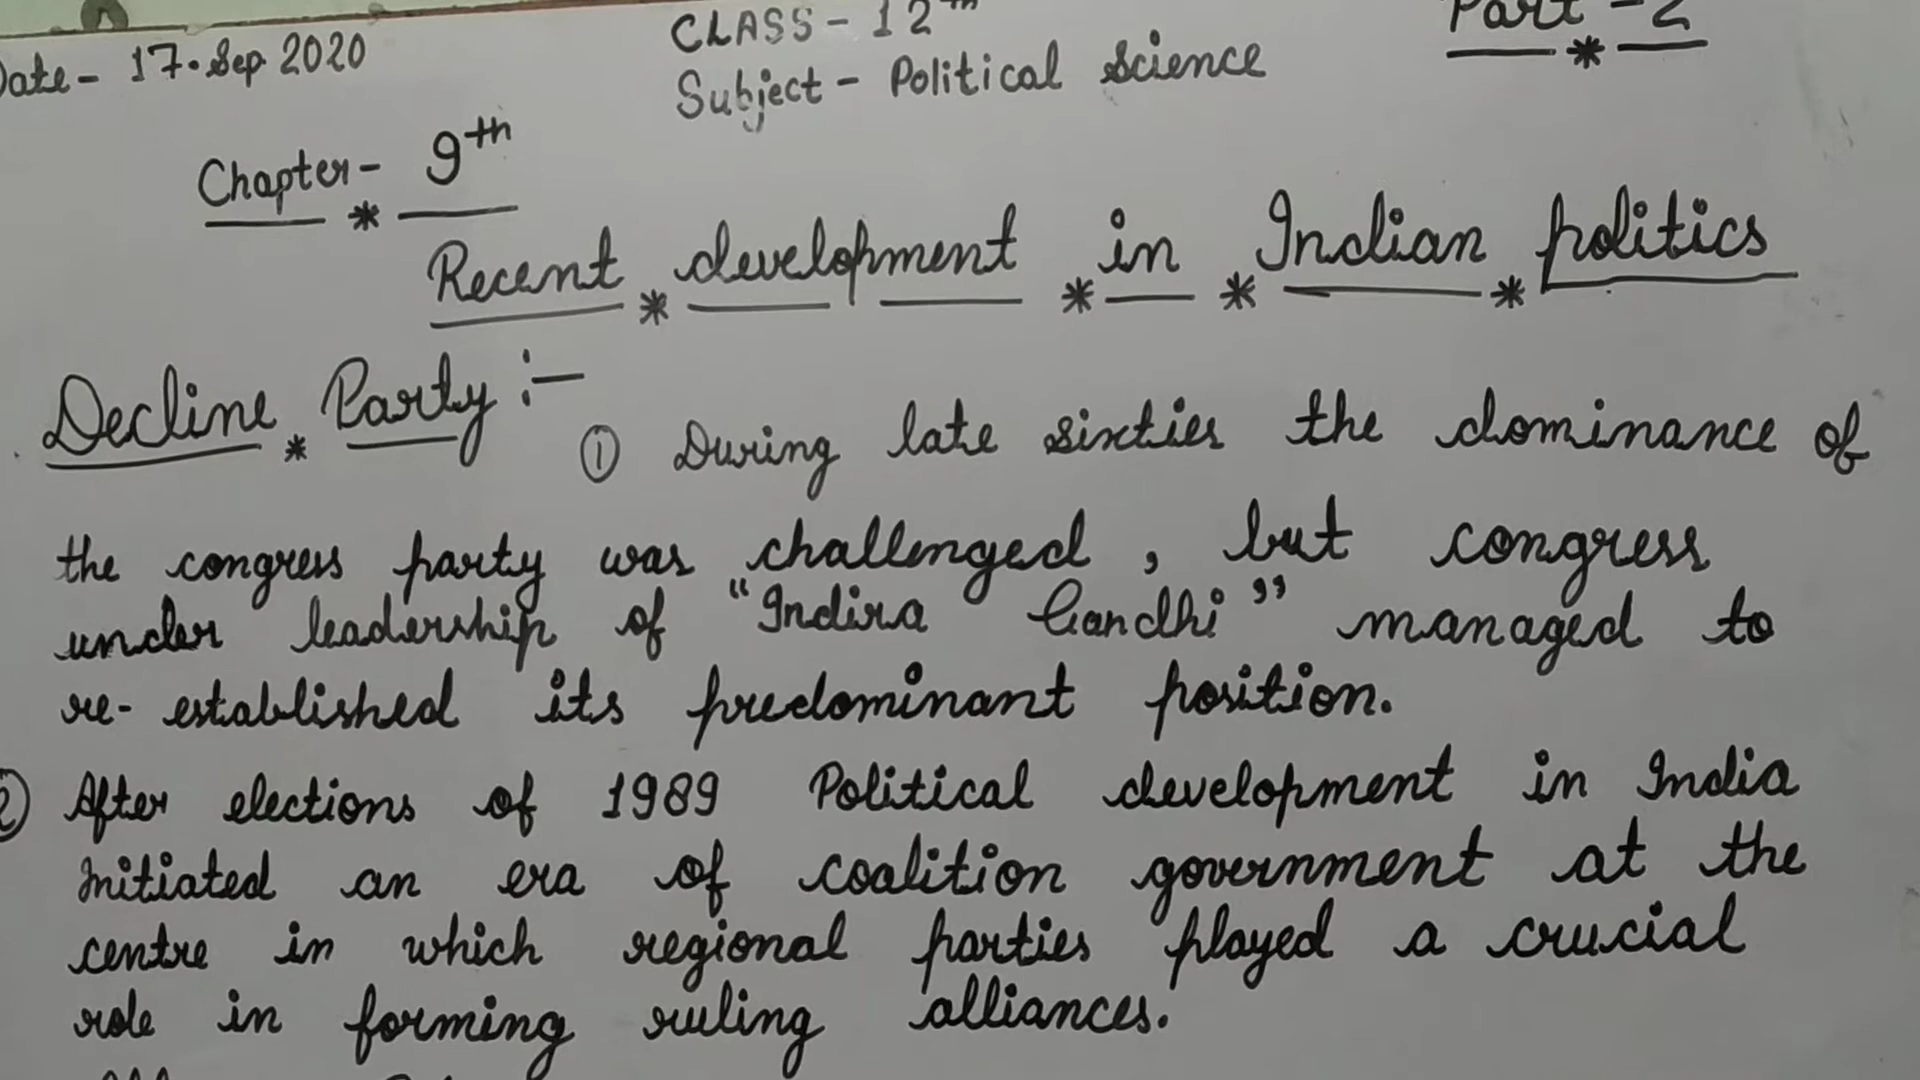 Date- 17. Sep 2020
CLASS - 12th
Part - 2
Subject - Political Science
Chapter- 9th
Recent development in Indian politics
Decline Party :-
① During late sixties the dominance of
the congress party was challenged, but congress
under leadership of "Indira Gandhi" managed to
re-established its predominant position.
② After elections of 1989 Political development in India
Initiated an era of coalition government at the
centre in which regional parties played a crucial
role in forming ruling alliances.